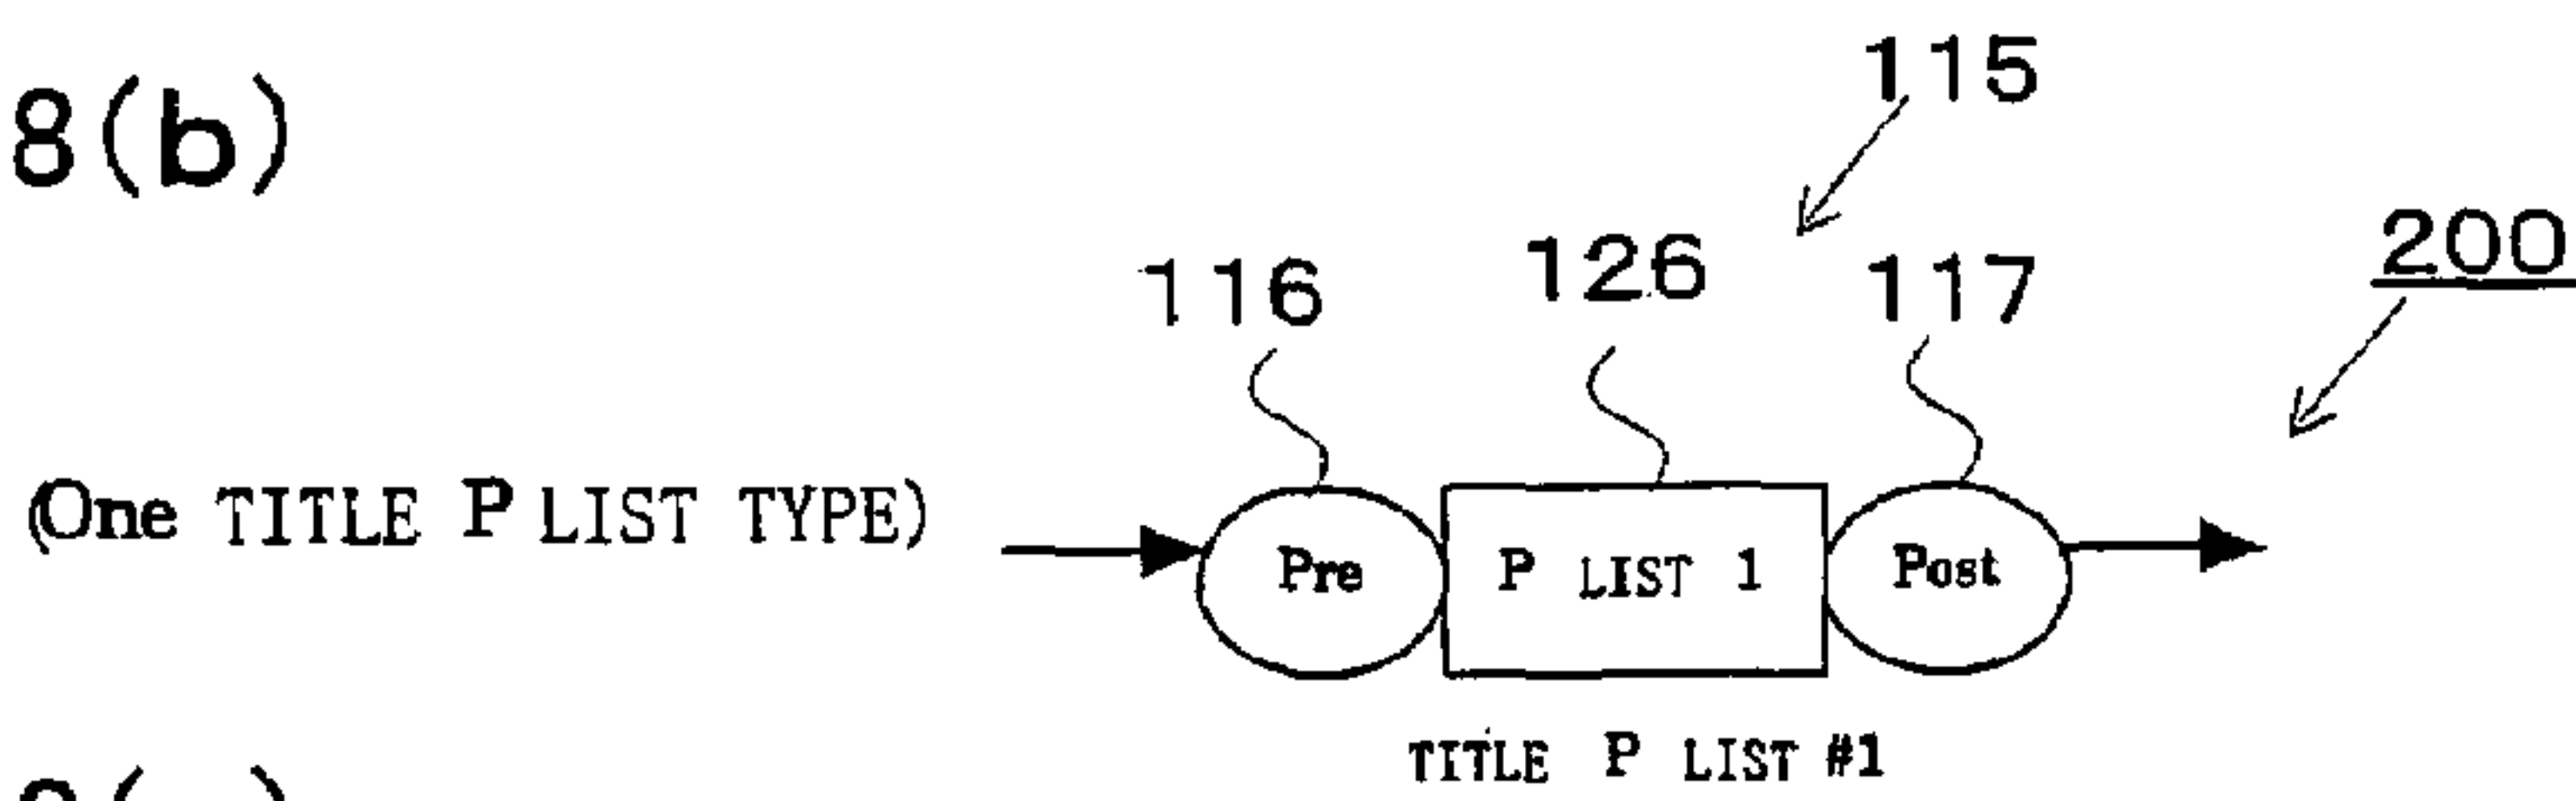 8(b)
115
200
116
126
117
(One TITLE P LIST TYPE)
Pre
P LIST 1
Post
TITLE P LIST #1